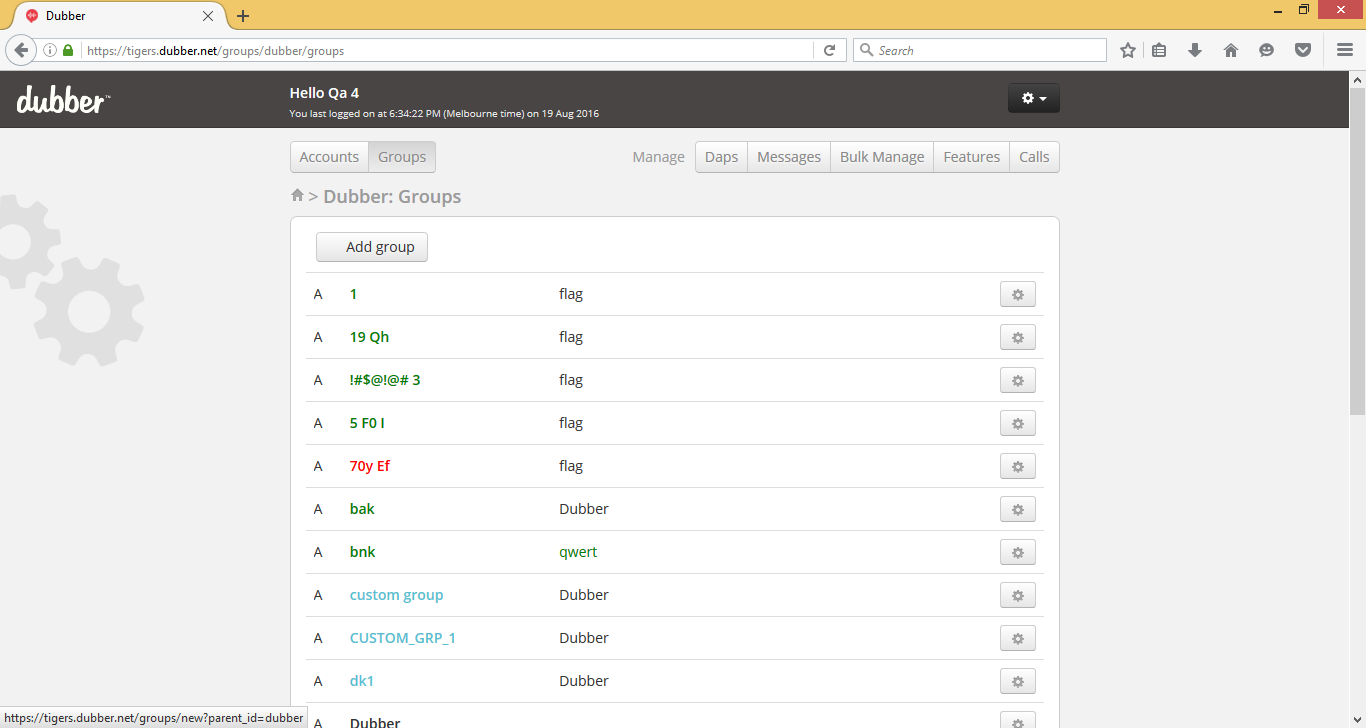 Dubber
https://tigers.dubber.net/groups/dubber/groups
Search
dubber™
Hello Qa 4
You last logged on at 6:34:22 PM (Melbourne time) on 19 Aug 2016
Accounts Groups Manage Daps Messages Bulk Manage Features Calls
> Dubber: Groups
Add group
A 1 flag
A 19 Qh flag
A !#$@!@# 3 flag
A 5 F0 I flag
A 70y Ef flag
A bak Dubber
A bnk qwert
A custom group Dubber
A CUSTOM_GRP_1 Dubber
A dk1 Dubber
A Dubber
https://tigers.dubber.net/groups/new?parent_id=dubber